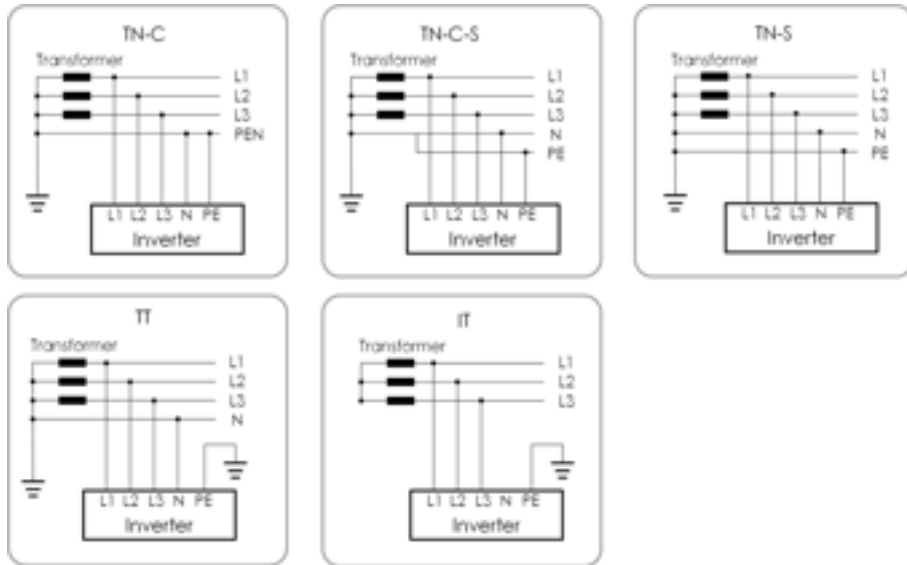 TN-C
Transformer
L1
L2
L3
PEN
L1 L2 L3 N PE
Inverter
TN-C-S
Transformer
L1
L2
L3
N
PE
L1 L2 L3 N PE
Inverter
TN-S
Transformer
L1
L2
L3
N
PE
L1 L2 L3 N PE
Inverter
TT
Transformer
L1
L2
L3
N
L1 L2 L3 N PE
Inverter
IT
Transformer
L1
L2
L3
L1 L2 L3 N PE
Inverter